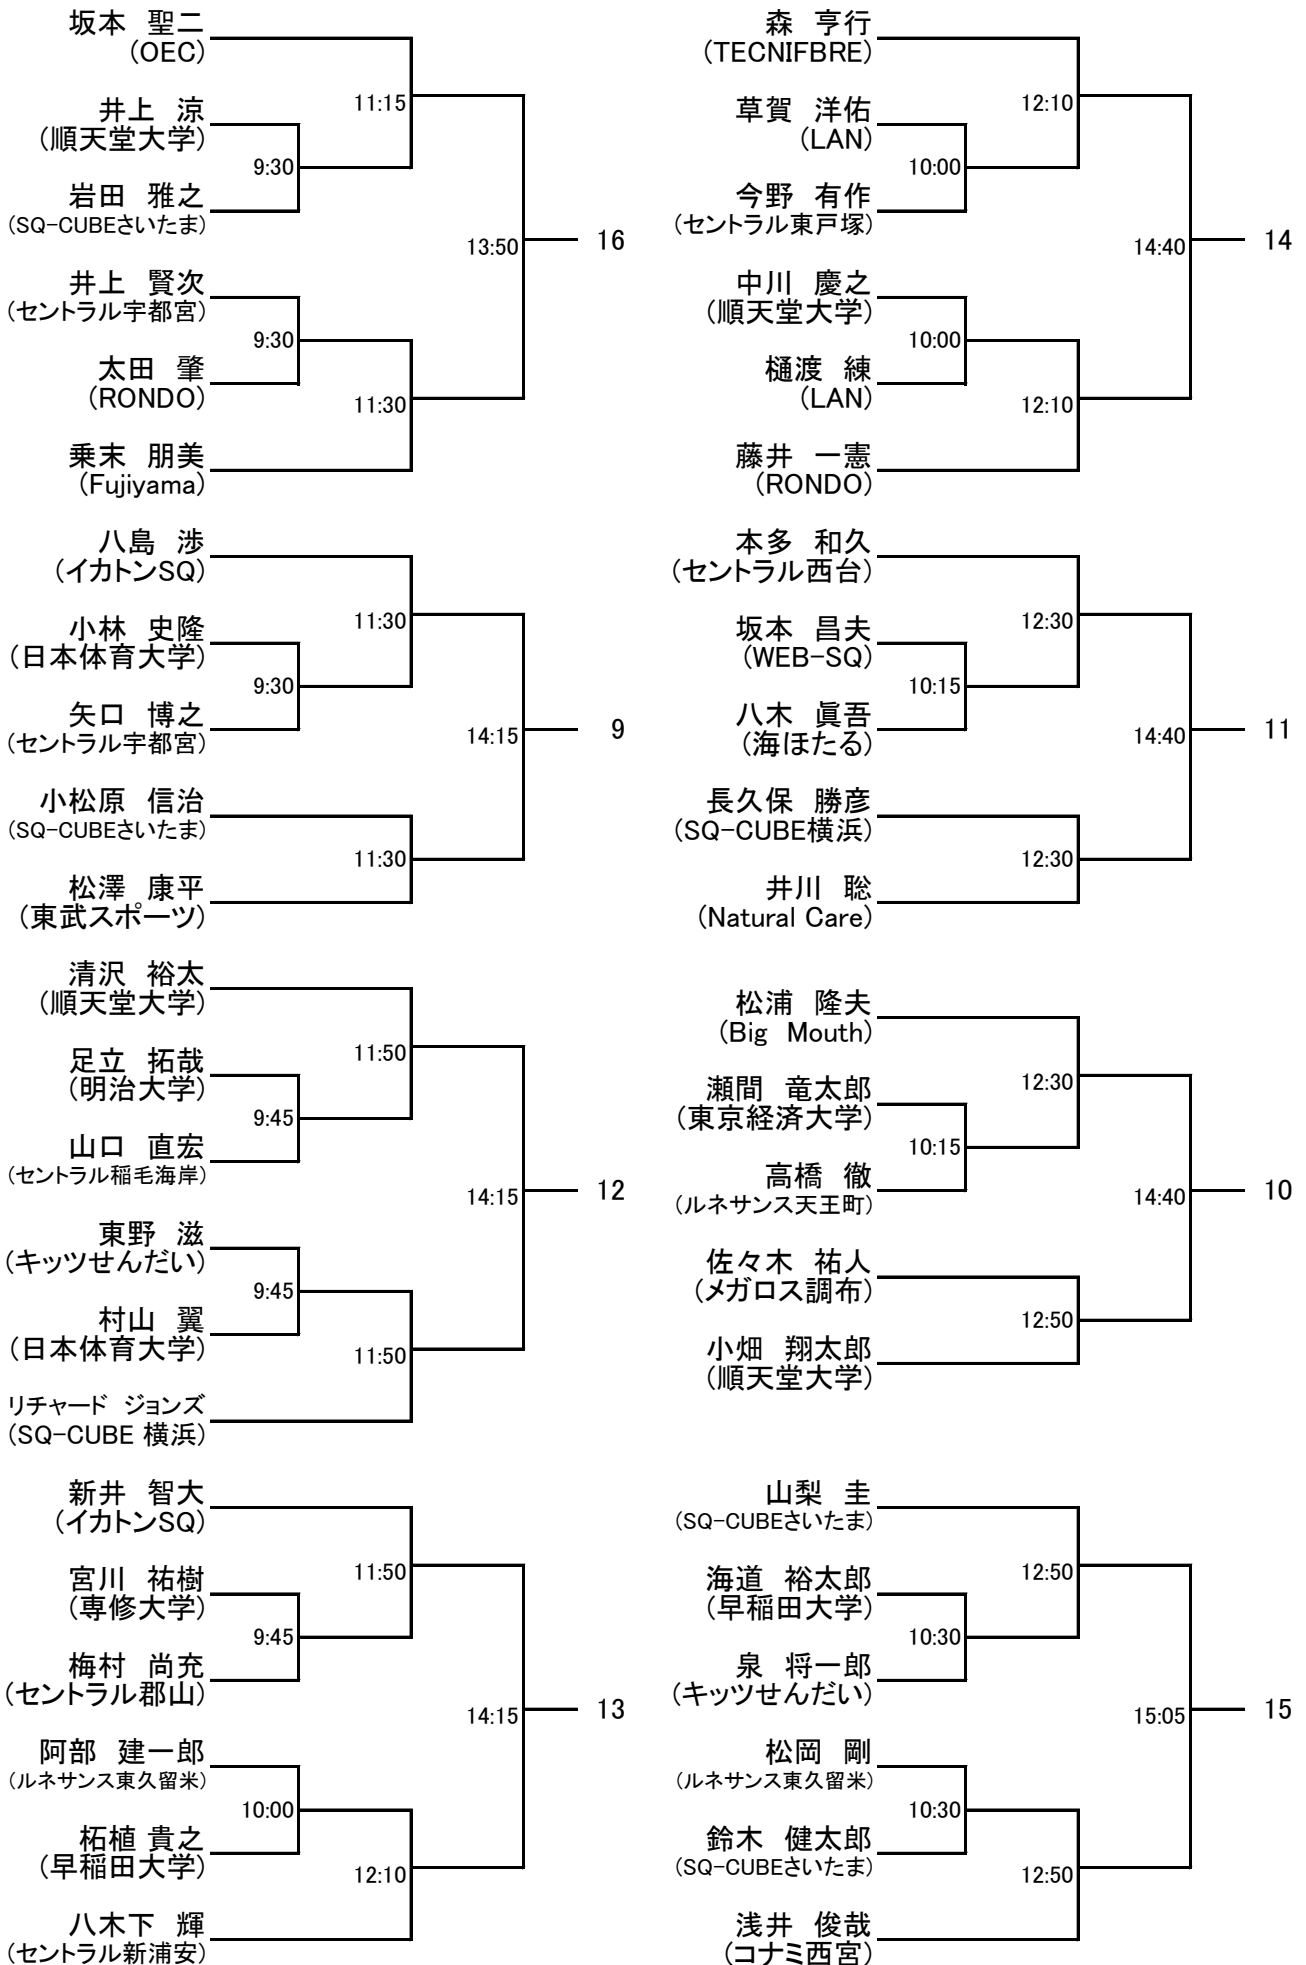 坂本 聖二
(OEC)
11:15
井上 涼
(順天堂大学)
9:30
岩田 雅之
(SQ-CUBEさいたま)
13:50
16
井上 賢次
(セントラル宇都宮)
9:30
太田 肇
(RONDO)
11:30
乗末 朋美
(Fujiyama)
八島 渉
(イカトンSQ)
11:30
小林 史隆
(日本体育大学)
9:30
矢口 博之
(セントラル宇都宮)
14:15
9
小松原 信治
(SQ-CUBEさいたま)
11:30
松澤 康平
(東武スポーツ)
清沢 裕太
(順天堂大学)
11:50
足立 拓哉
(明治大学)
9:45
山口 直宏
(セントラル稲毛海岸)
14:15
12
東野 滋
(キッツせんだい)
9:45
村山 翼
(日本体育大学)
11:50
リチャード ジョンズ
(SQ-CUBE 横浜)
新井 智大
(イカトンSQ)
11:50
宮川 祐樹
(専修大学)
9:45
梅村 尚充
(セントラル郡山)
14:15
13
阿部 建一郎
(ルネサンス東久留米)
10:00
柘植 貴之
(早稲田大学)
12:10
八木下 輝
(セントラル新浦安)
森 亨行
(TECNIFBRE)
12:10
草賀 洋佑
(LAN)
10:00
今野 有作
(セントラル東戸塚)
14:40
14
中川 慶之
(順天堂大学)
10:00
樋渡 練
(LAN)
12:10
藤井 一憲
(RONDO)
本多 和久
(セントラル西台)
12:30
坂本 昌夫
(WEB-SQ)
10:15
八木 眞吾
(海ほたる)
14:40
11
長久保 勝彦
(SQ-CUBE横浜)
12:30
井川 聡
(Natural Care)
松浦 隆夫
(Big Mouth)
12:30
瀬間 竜太郎
(東京経済大学)
10:15
高橋 徹
(ルネサンス天王町)
14:40
10
佐々木 祐人
(メガロス調布)
12:50
小畑 翔太郎
(順天堂大学)
山梨 圭
(SQ-CUBEさいたま)
12:50
海道 裕太郎
(早稲田大学)
10:30
泉 将一郎
(キッツせんだい)
15:05
15
松岡 剛
(ルネサンス東久留米)
10:30
鈴木 健太郎
(SQ-CUBEさいたま)
12:50
浅井 俊哉
(コナミ西宮)